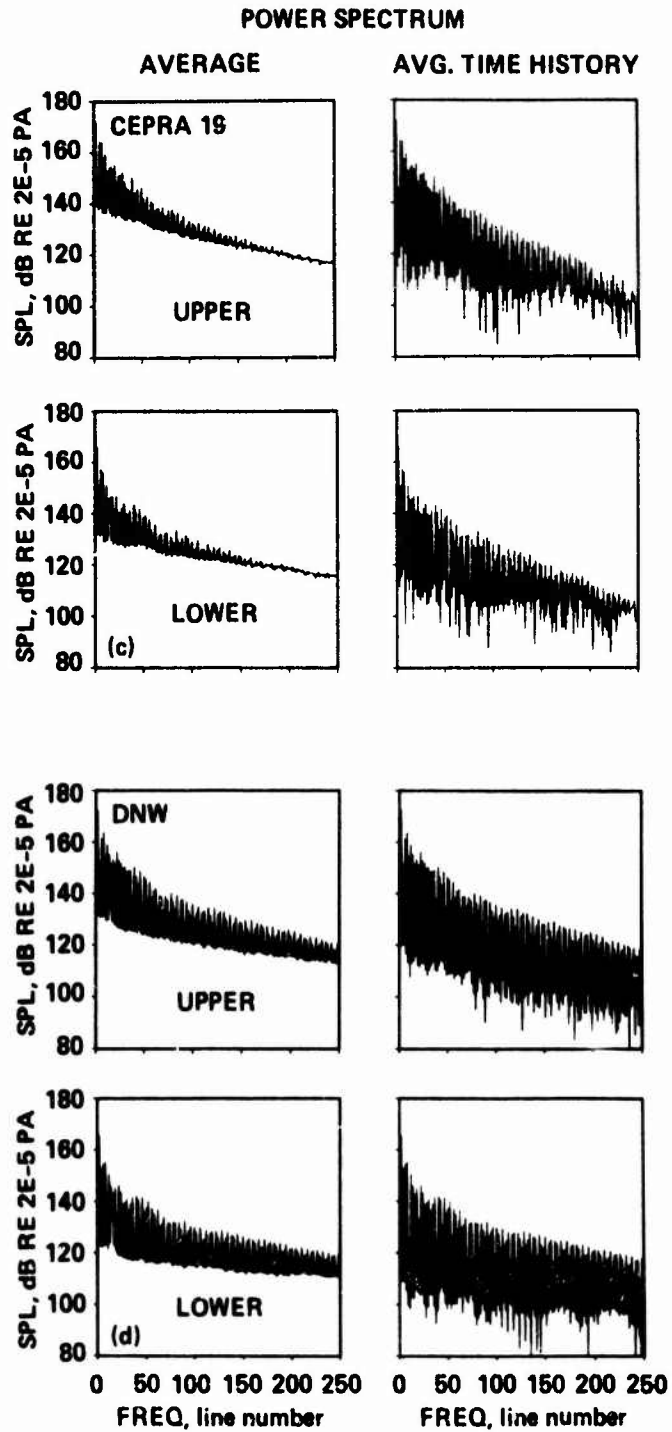 POWER SPECTRUM
AVERAGE
AVG. TIME HISTORY
SPL, dB RE 2E-5 PA
180
160
140
120
100
80
CEPRA 19
UPPER
SPL, dB RE 2E-5 PA
180
160
140
120
100
80
LOWER
(c)
SPL, dB RE 2E-5 PA
180
160
140
120
100
80
DNW
UPPER
SPL, dB RE 2E-5 PA
180
160
140
120
100
80
LOWER
(d)
0 50 100 150 200 250
0 50 100 150 200 250
FREQ, line number
FREQ, line number